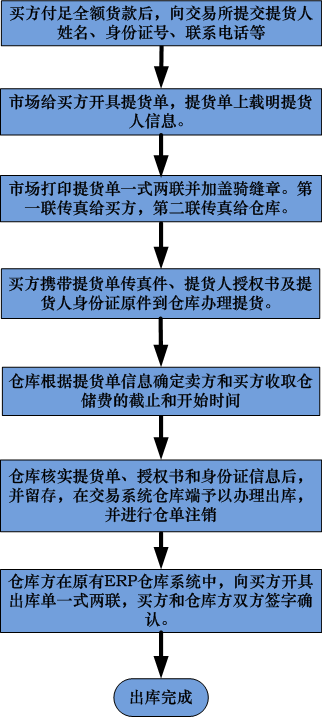 买方付足全额货款后，向交易所提交提货人
姓名、身份证号、联系电话等
市场给买方开具提货单，提货单上载明提货
人信息。
市场打印提货单一式两联并加盖骑缝章。第
一联传真给买方，第二联传真给仓库。
买方携带提货单传真件、提货人授权书及提
货人身份证原件到仓库办理提货。
仓库根据提货单信息确定卖方和买方收取仓
储费的截止和开始时间
仓库核实提货单、授权书和身份证信息后，
并留存，在交易系统仓库端予以办理出库，
并进行仓单注销
仓库方在原有ERP仓库系统中，向买方开具
出库单一式两联，买方和仓库方双方签字确
认。
出库完成